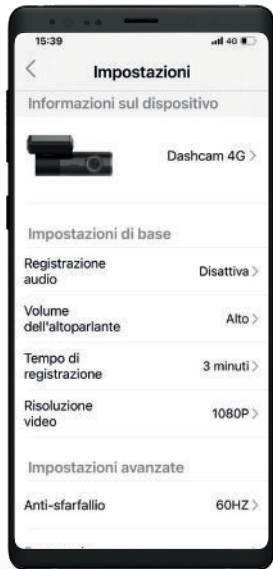 15:39
4G
Impostazioni
Informazioni sul dispositivo
Dashcam 4G
Impostazioni di base
Registrazione
audio
Disattiva
Volume
dell'altoparlante
Alto
Tempo di
registrazione
3 minuti
Risoluzione
video
1080P
Impostazioni avanzate
Anti-sfarfallio
60HZ